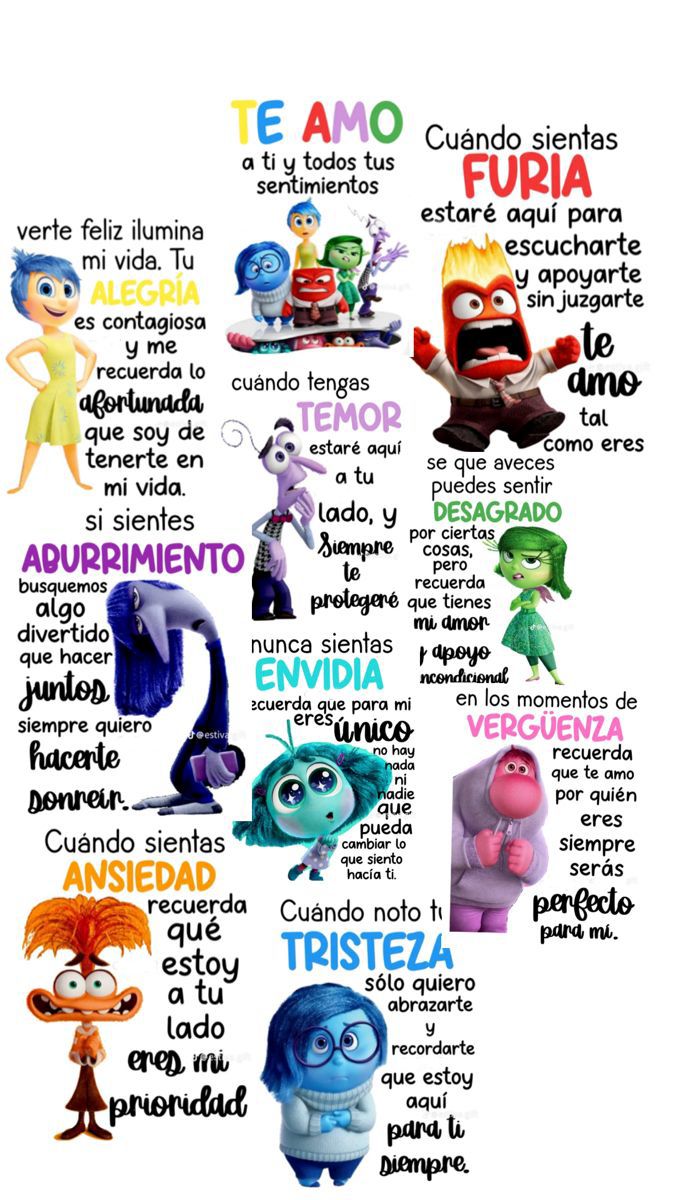 TE AMO
a ti y todos tus
sentimientos
Cuándo sientas
FURIA
estaré aquí para
escucharte
y apoyarte
sin juzgarte
te
amo
tal
como eres
verte feliz ilumina
mi vida. Tu
ALEGRÍA
es contagiosa
y me
recuerda lo
afortunada
que soy de
tenerte en
mi vida.
cuándo tengas
TEMOR
estaré aquí
a tu
lado, y
Siempre
te
protegeré
se que aveces
puedes sentir
DESAGRADO
por ciertas
cosas,
pero
recuerda
que tienes
mi amor
y apoyo
ncondicional
@estiva.gift
si sientes
ABURRIMIENTO
busquemos
algo
divertido
que hacer
juntos
siempre quiero
hacerte
sonreír.
@estiva.gift
nunca sientas
ENVIDIA
ecuerda que para mi
eres único
no hay
nada
ni
nadie
que
pueda
cambiar lo
que siento
hacía ti.
en los momentos de
VERGÜENZA
recuerda
que te amo
por quién
eres
siempre
serás
perfecto
para mí.
Cuándo sientas
ANSIEDAD
recuerda
qué
estoy
a tu
lado
eres mi
prioridad
Cuándo noto tu
TRISTEZA
sólo quiero
abrazarte
y
recordarte
que estoy
aquí
para ti
siempre.